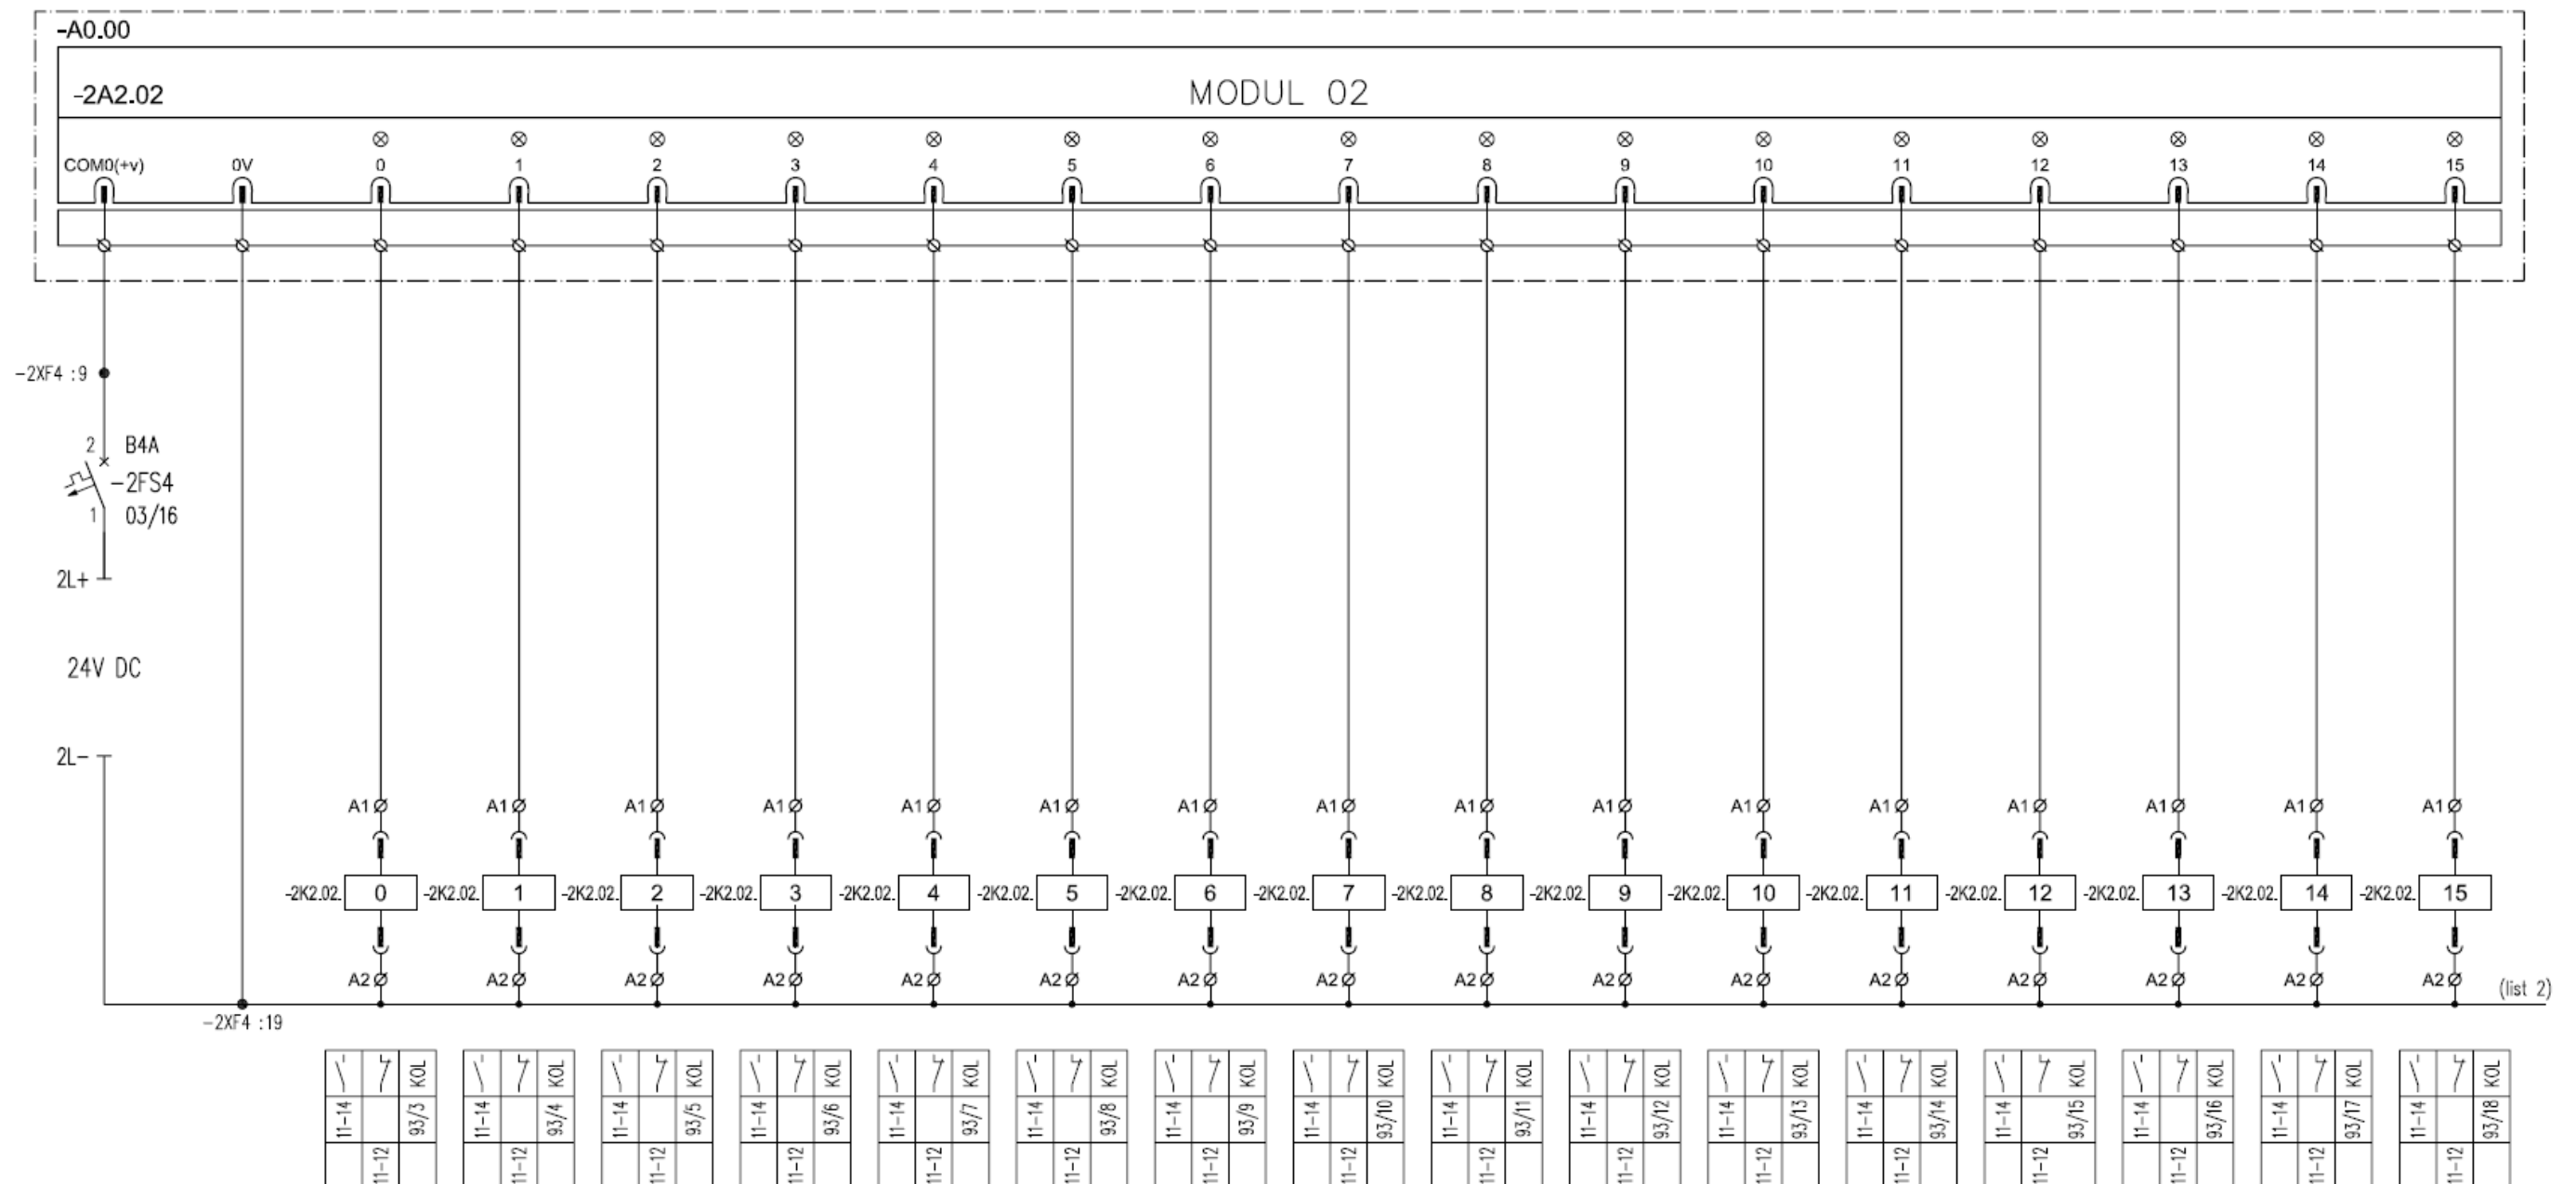 -A0.00
-2A2.02 MODUL 02
COM0(+v) 0V 0 1 2 3 4 5 6 7 8 9 10 11 12 13 14 15
-2XF4 :9
2 B4A
-2FS4
1 03/16
2L+
24V DC
2L-
A1 A1 A1 A1 A1 A1 A1 A1 A1 A1 A1 A1 A1 A1 A1 A1
-2K2.02. 0 -2K2.02. 1 -2K2.02. 2 -2K2.02. 3 -2K2.02. 4 -2K2.02. 5 -2K2.02. 6 -2K2.02. 7 -2K2.02. 8 -2K2.02. 9 -2K2.02. 10 -2K2.02. 11 -2K2.02. 12 -2K2.02. 13 -2K2.02. 14 -2K2.02. 15
A2 A2 A2 A2 A2 A2 A2 A2 A2 A2 A2 A2 A2 A2 A2 A2
(list 2)
-2XF4 :19
KOL KOL KOL KOL KOL KOL KOL KOL KOL KOL KOL KOL KOL KOL KOL KOL
11-14 93/3 11-14 93/4 11-14 93/5 11-14 93/6 11-14 93/7 11-14 93/8 11-14 93/9 11-14 93/10 11-14 93/11 11-14 93/12 11-14 93/13 11-14 93/14 11-14 93/15 11-14 93/16 11-14 93/17 11-14 93/18
11-12 11-12 11-12 11-12 11-12 11-12 11-12 11-12 11-12 11-12 11-12 11-12 11-12 11-12 11-12 11-12